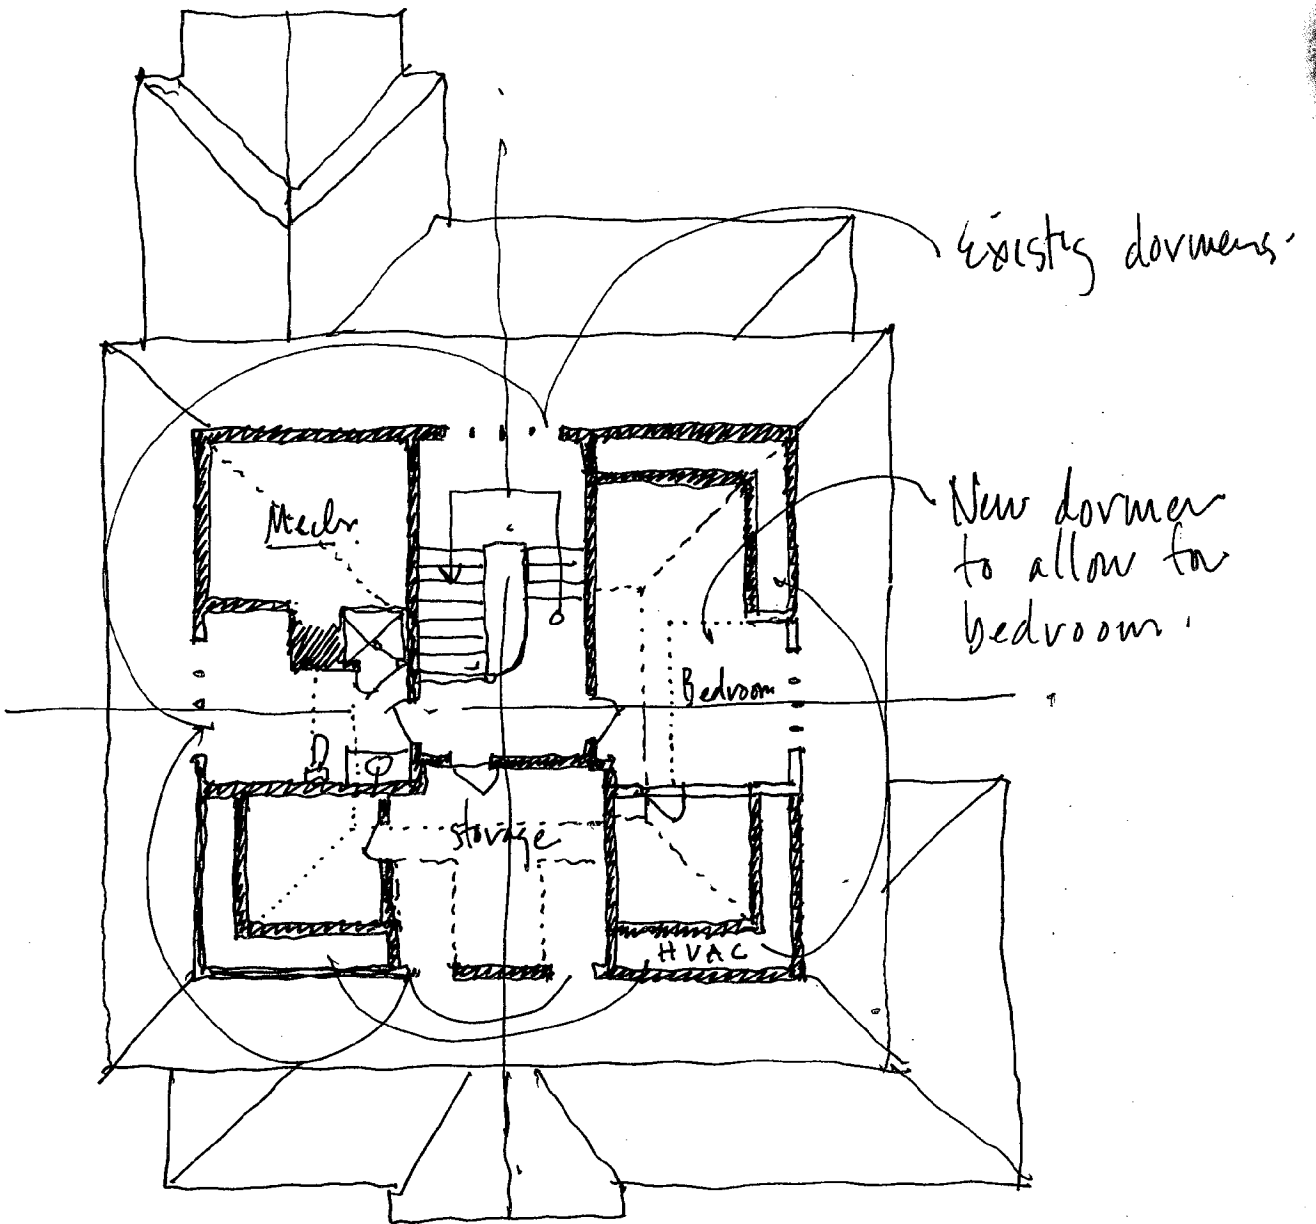 Existg dormers.
Mech.
New dormer
to allow for
bedroom.
Bedroom
Storage
HVAC